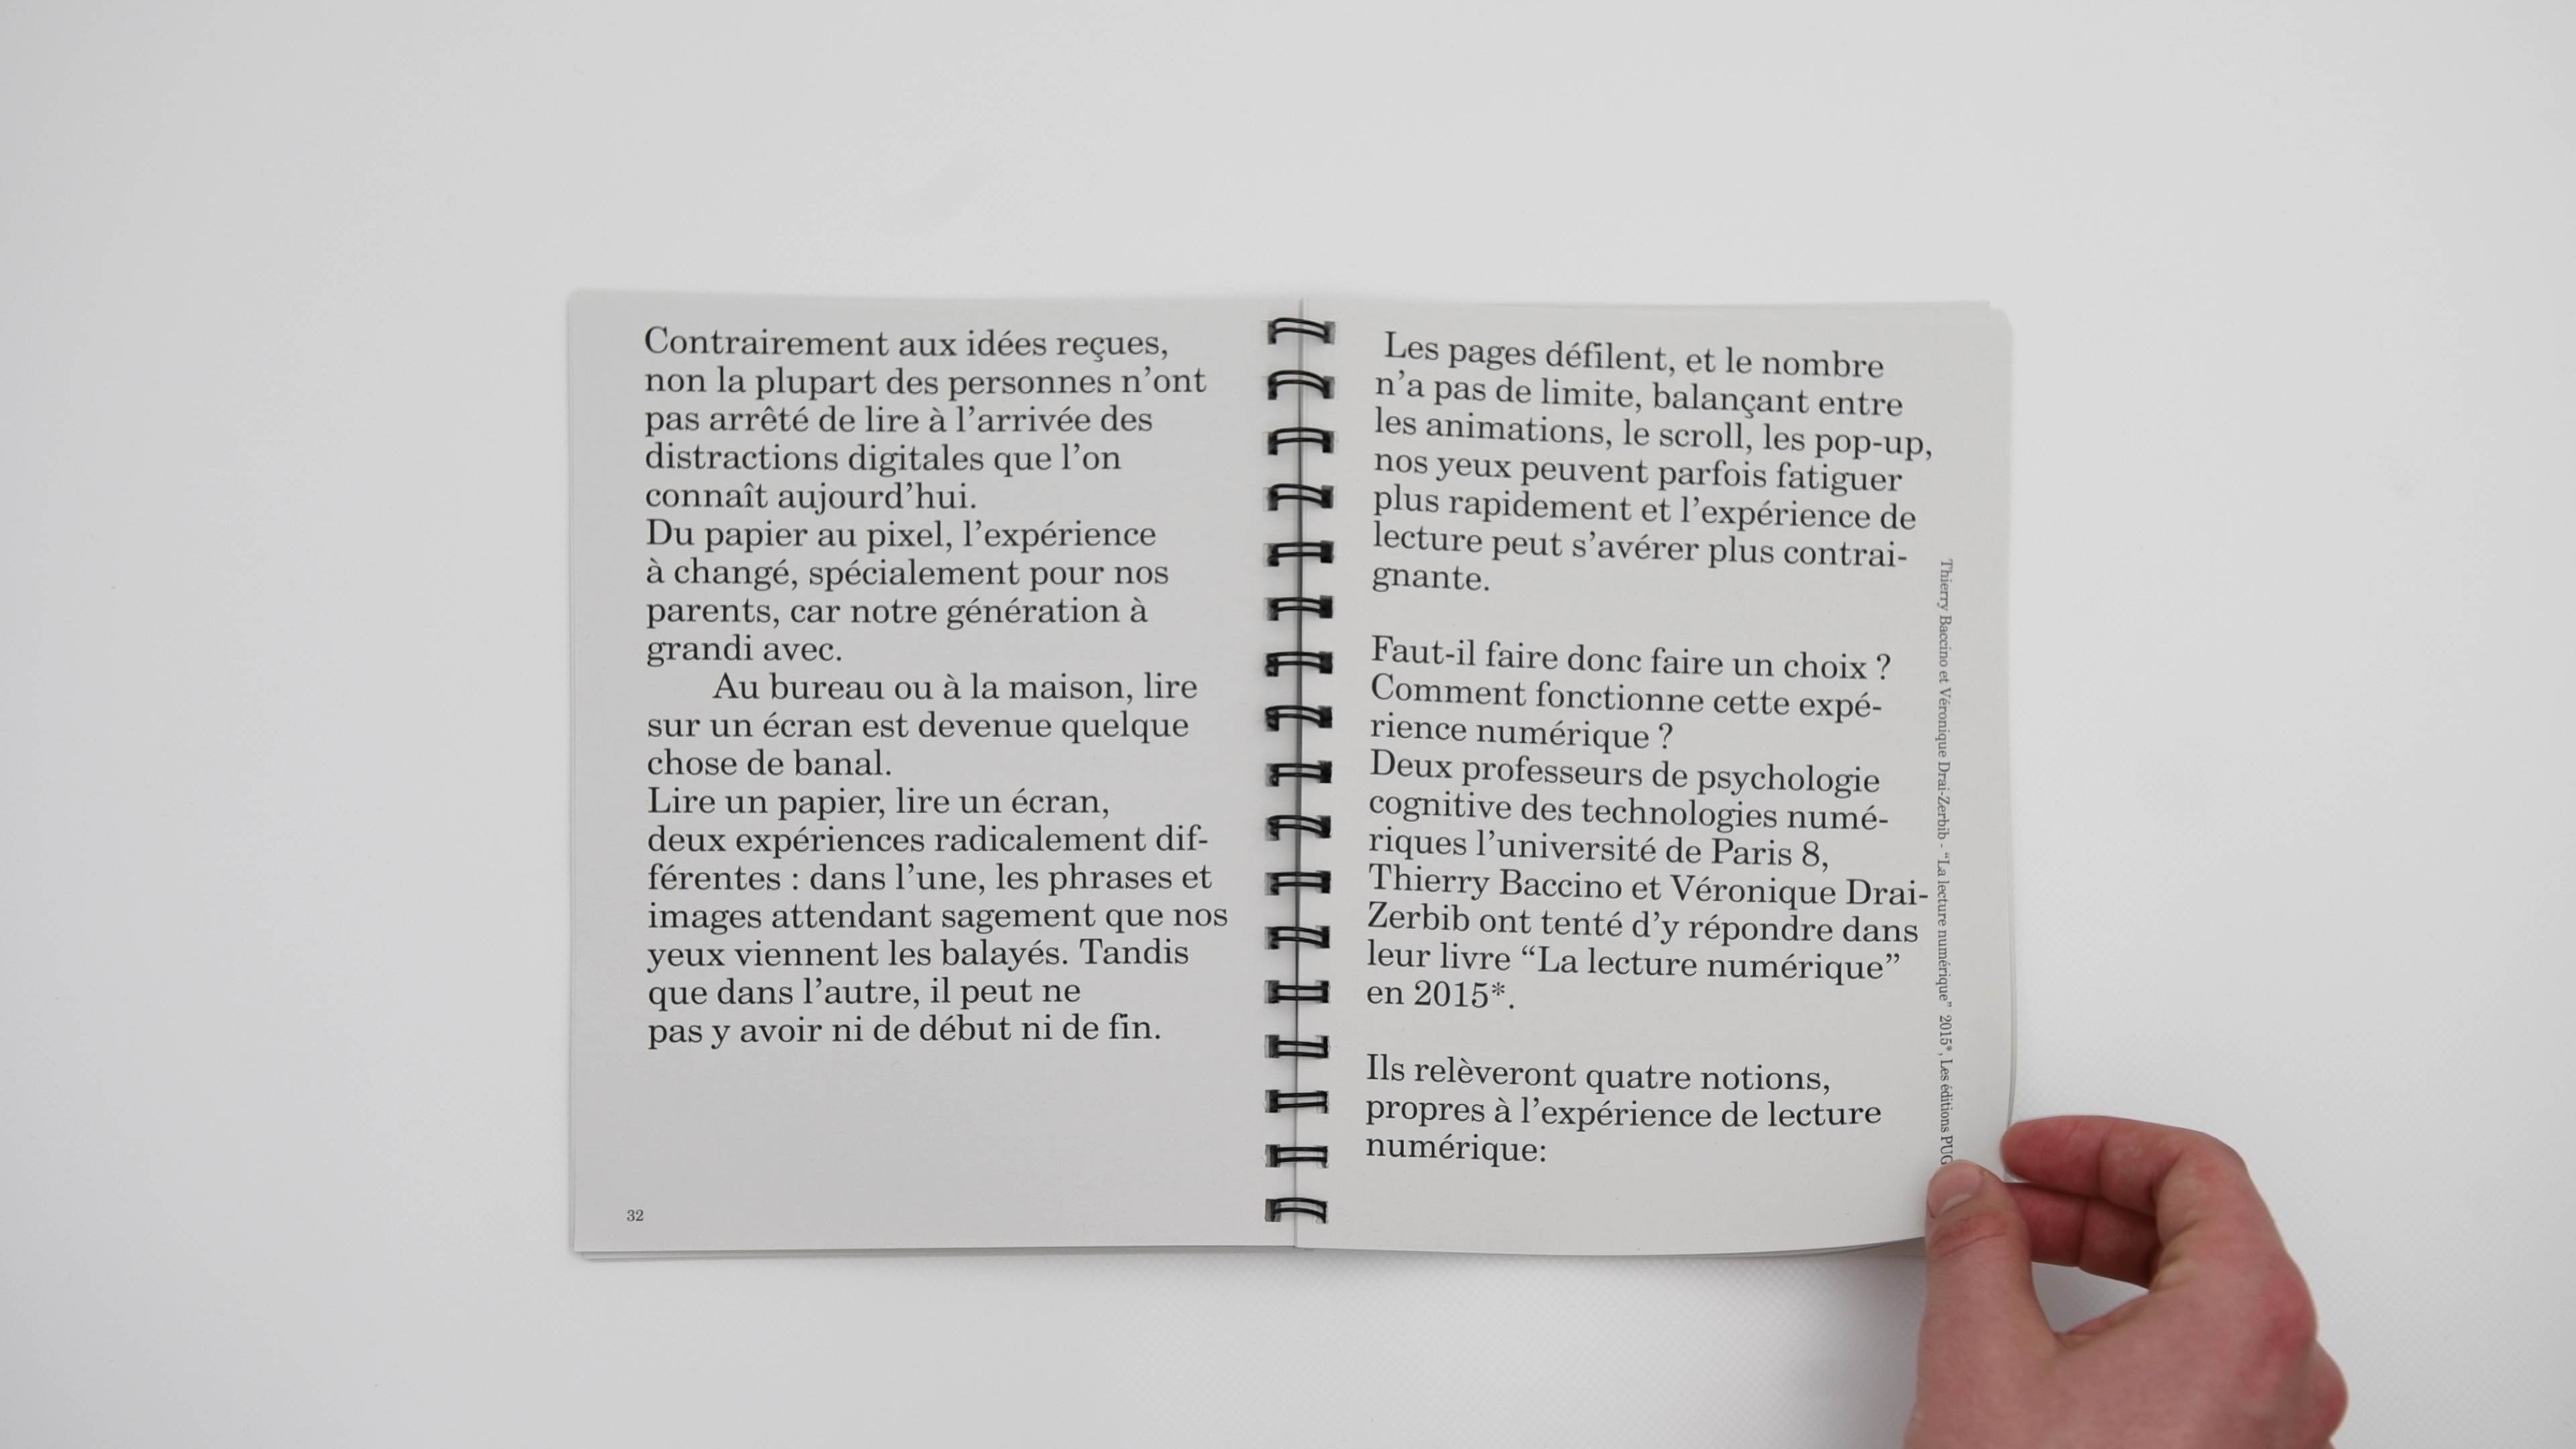 Contrairement aux idées reçues,
non la plupart des personnes n’ont
pas arrêté de lire à l’arrivée des
distractions digitales que l’on
connaît aujourd’hui.
Du papier au pixel, l’expérience
à changé, spécialement pour nos
parents, car notre génération à
grandi avec.
Au bureau ou à la maison, lire
sur un écran est devenue quelque
chose de banal.
Lire un papier, lire un écran,
deux expériences radicalement dif-
férentes : dans l’une, les phrases et
images attendant sagement que nos
yeux viennent les balayés. Tandis
que dans l’autre, il peut ne
pas y avoir ni de début ni de fin.
32
Les pages défilent, et le nombre
n’a pas de limite, balançant entre
les animations, le scroll, les pop-up,
nos yeux peuvent parfois fatiguer
plus rapidement et l’expérience de
lecture peut s’avérer plus contrai-
gnante.
Faut-il faire donc faire un choix ?
Comment fonctionne cette expé-
rience numérique ?
Deux professeurs de psychologie
cognitive des technologies numé-
riques l’université de Paris 8,
Thierry Baccino et Véronique Drai-
Zerbib ont tenté d’y répondre dans
leur livre “La lecture numérique”
en 2015*.
Ils relèveront quatre notions,
propres à l’expérience de lecture
numérique:
Thierry Baccino et Véronique Drai-Zerbib - “La lecture numérique” 2015*, Les éditions PUG